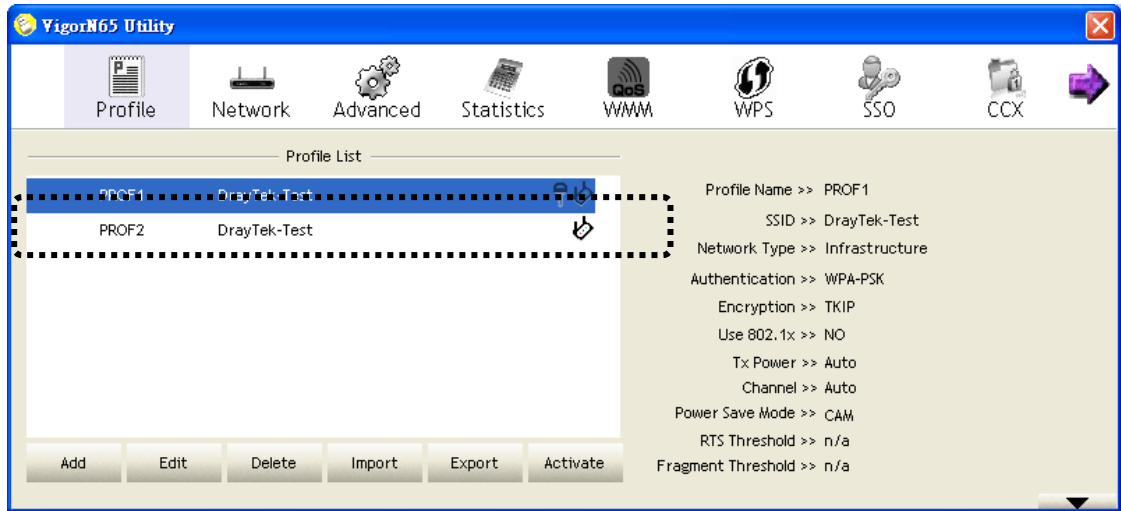 VigorN65 Utility
Profile Network Advanced Statistics QoS WMM WPS SSO CCX
Profile List
PROF1 DrayTek-Test
PROF2 DrayTek-Test
Profile Name >> PROF1
SSID >> DrayTek-Test
Network Type >> Infrastructure
Authentication >> WPA-PSK
Encryption >> TKIP
Use 802.1x >> NO
Tx Power >> Auto
Channel >> Auto
Power Save Mode >> CAM
RTS Threshold >> n/a
Fragment Threshold >> n/a
Add Edit Delete Import Export Activate